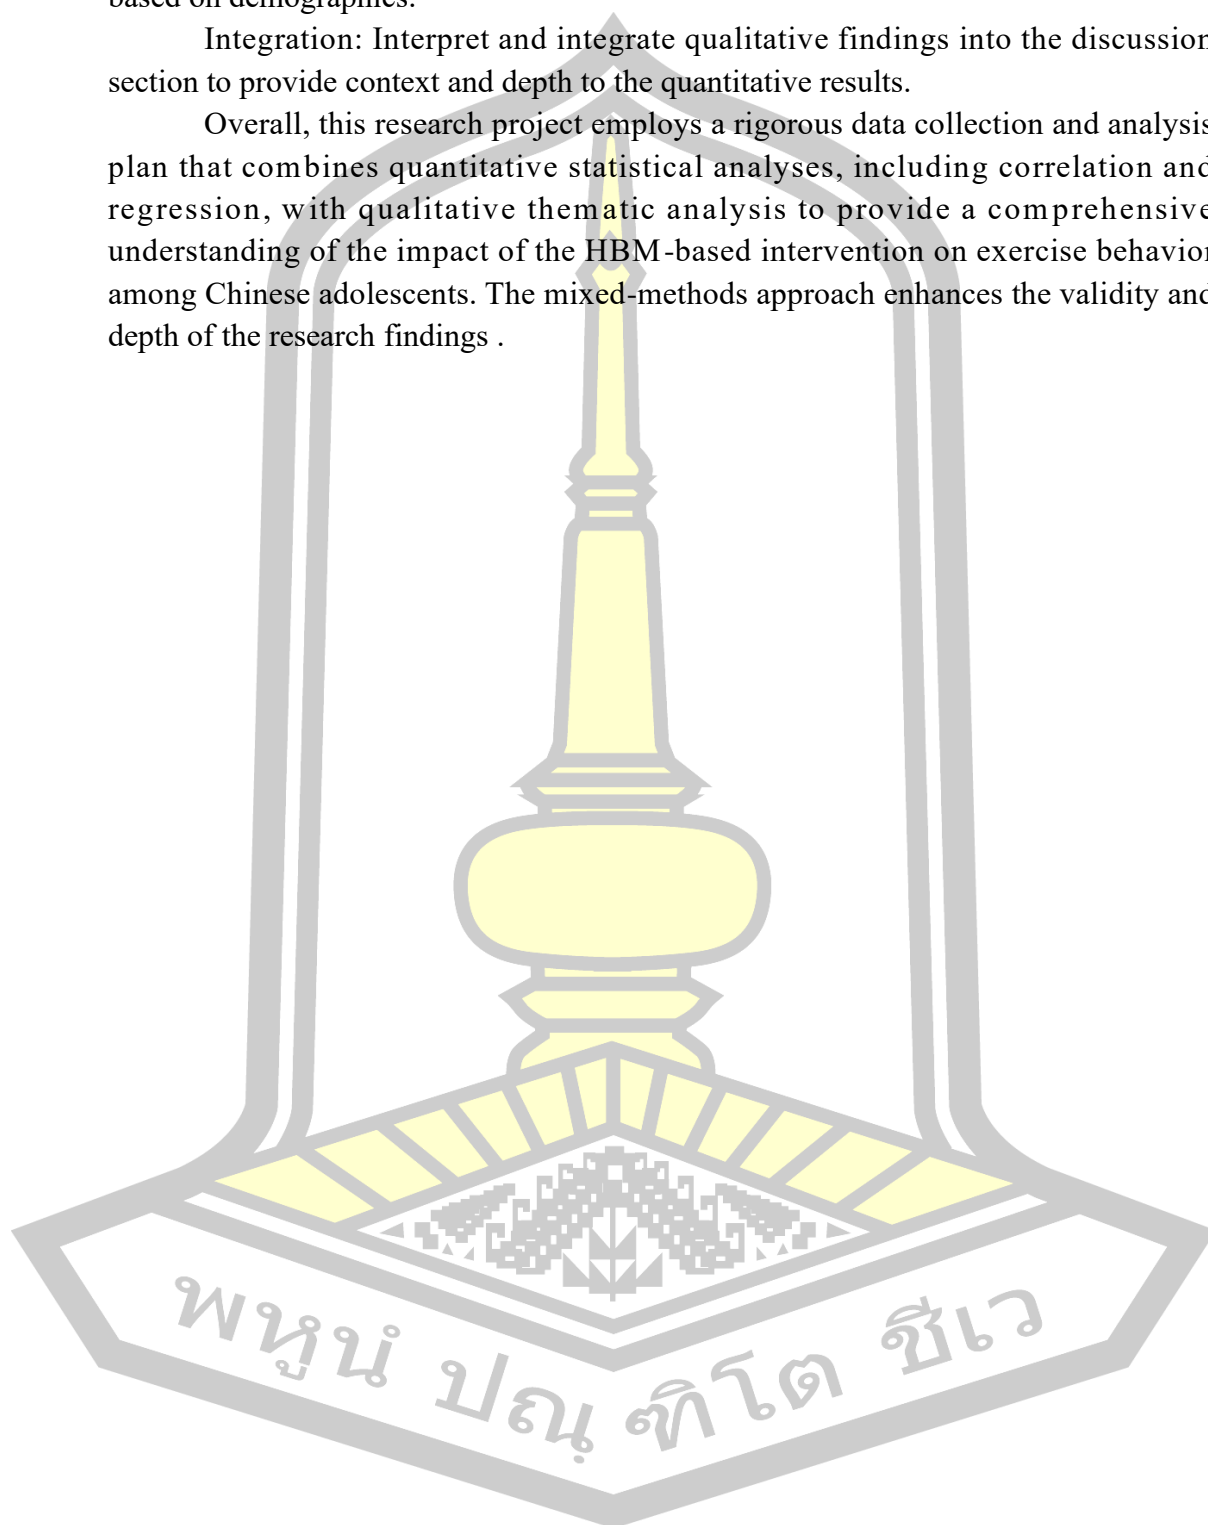 based on demographics.
Integration: Interpret and integrate qualitative findings into the discussion
section to provide context and depth to the quantitative results.
Overall, this research project employs a rigorous data collection and analysis
plan that combines quantitative statistical analyses, including correlation and
regression, with qualitative thematic analysis to provide a comprehensive
understanding of the impact of the HBM-based intervention on exercise behavior
among Chinese adolescents. The mixed-methods approach enhances the validity and
depth of the research findings .
พหูนํ ปณฺฑิโต ชีเว